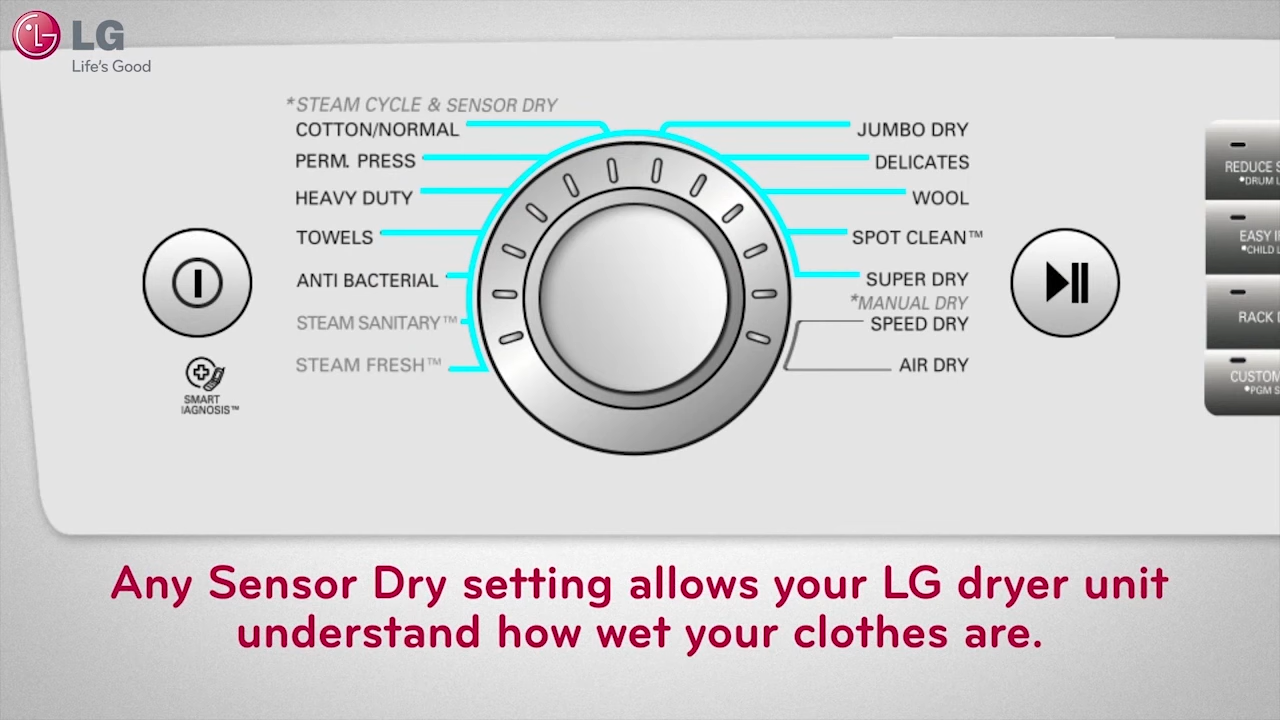 LG
Life's Good
*STEAM CYCLE & SENSOR DRY
COTTON/NORMAL
PERM. PRESS
HEAVY DUTY
TOWELS
ANTI BACTERIAL
STEAM SANITARY™
STEAM FRESH™
JUMBO DRY
DELICATES
WOOL
SPOT CLEAN™
SUPER DRY
*MANUAL DRY
SPEED DRY
AIR DRY
SMART
IAGNOSIS™
REDUCE S
*DRUM L
EASY I
*CHILD L
RACK
CUSTOM
*PGM S
Any Sensor Dry setting allows your LG dryer unit
understand how wet your clothes are.